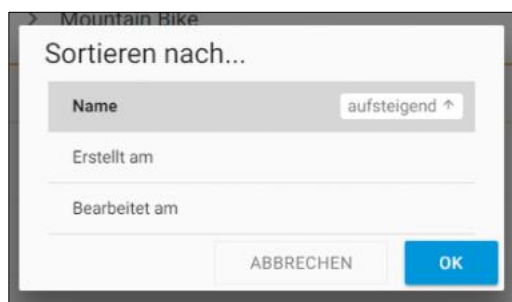 > Mountain Bike
Sortieren nach...
Name aufsteigend ↑
Erstellt am
Bearbeitet am
ABBRECHEN OK